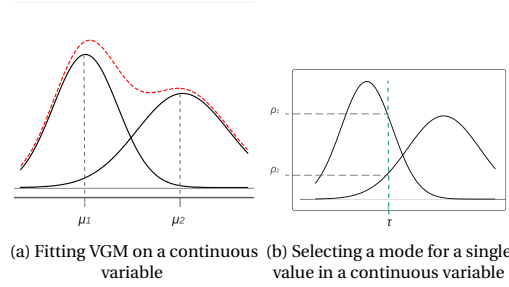 ρ1
ρ2
μ1
μ2
τ
(a) Fitting VGM on a continuous
variable
(b) Selecting a mode for a single
value in a continuous variable